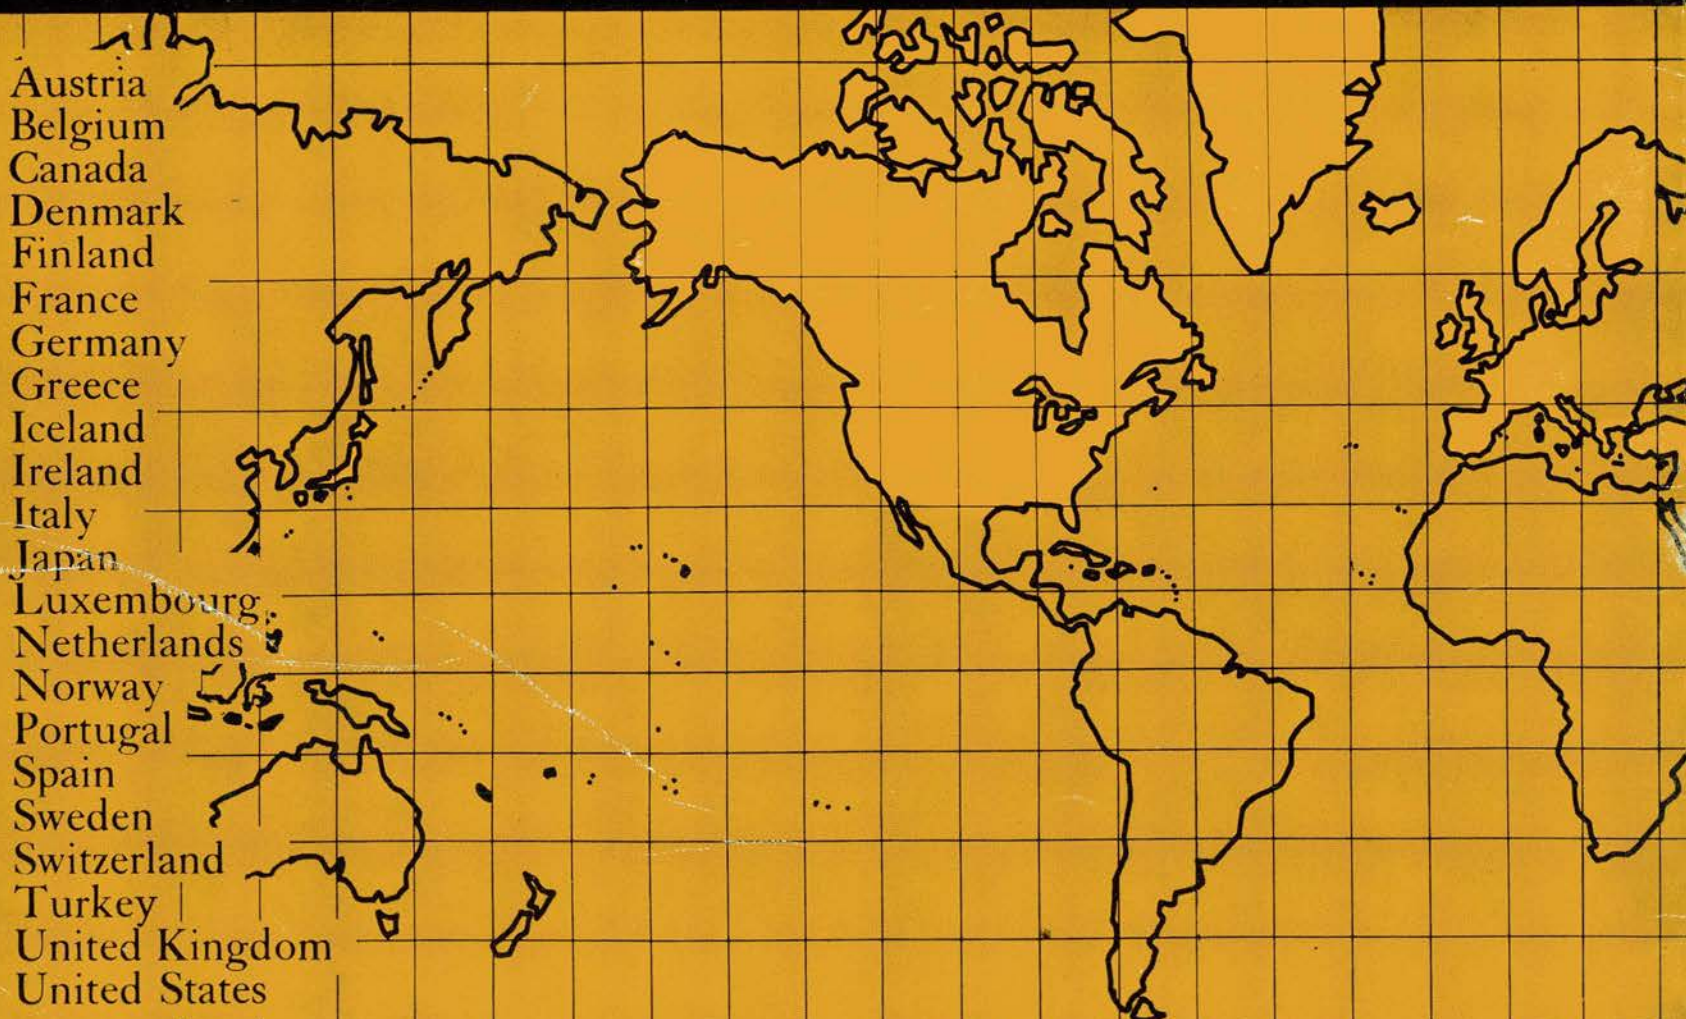 Austria
Belgium
Canada
Denmark
Finland
France
Germany
Greece
Iceland
Ireland
Italy
Japan
Luxembourg
Netherlands
Norway
Portugal
Spain
Sweden
Switzerland
Turkey
United Kingdom
United States